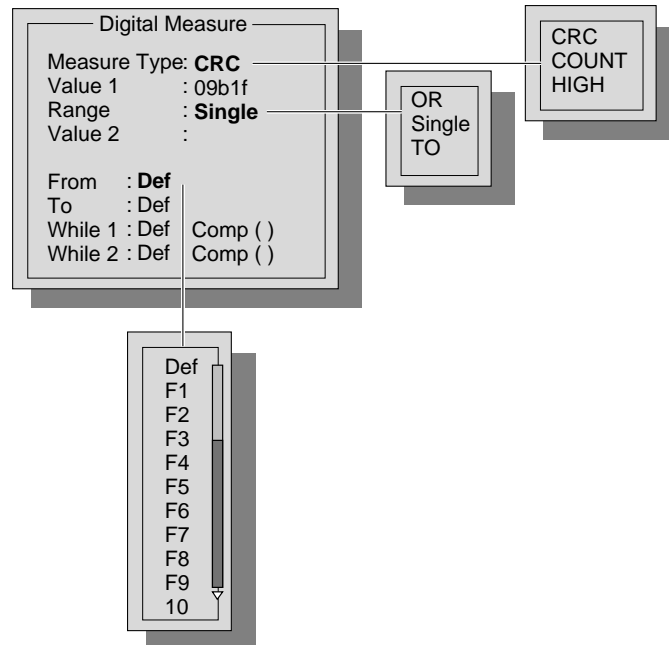 Digital Measure
Measure Type: CRC
Value 1 : 09b1f
Range : Single
Value 2 :
From : Def
To : Def
While 1 : Def Comp ( )
While 2 : Def Comp ( )
CRC
COUNT
HIGH
OR
Single
TO
Def
F1
F2
F3
F4
F5
F6
F7
F8
F9
10